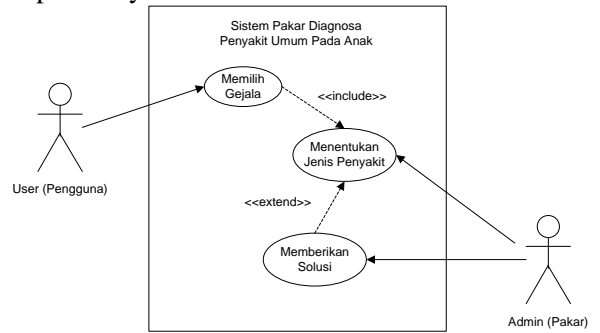 Sistem Pakar Diagnosa
Penyakit Umum Pada Anak
Memilih
Gejala
<<include>>
Menentukan
Jenis Penyakit
User (Pengguna)
<<extend>>
Memberikan
Solusi
Admin (Pakar)